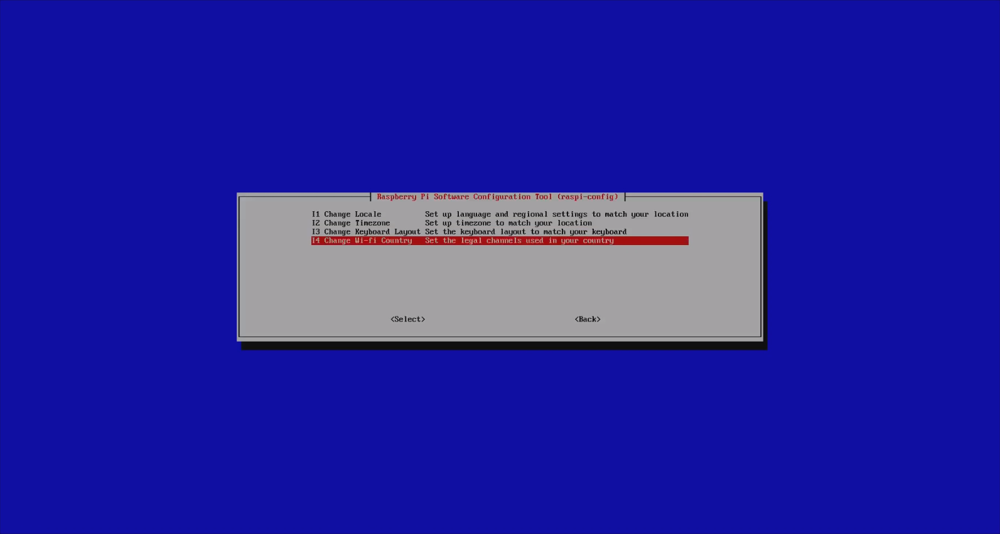 Raspberry Pi Software Configuration Tool (raspi-config)
I1 Change Locale Set up language and regional settings to match your location
I2 Change Timezone Set up timezone to match your location
I3 Change Keyboard Layout Set the keyboard layout to match your keyboard
I4 Change Wi-fi Country Set the legal channels used in your country
<Select> <Back>